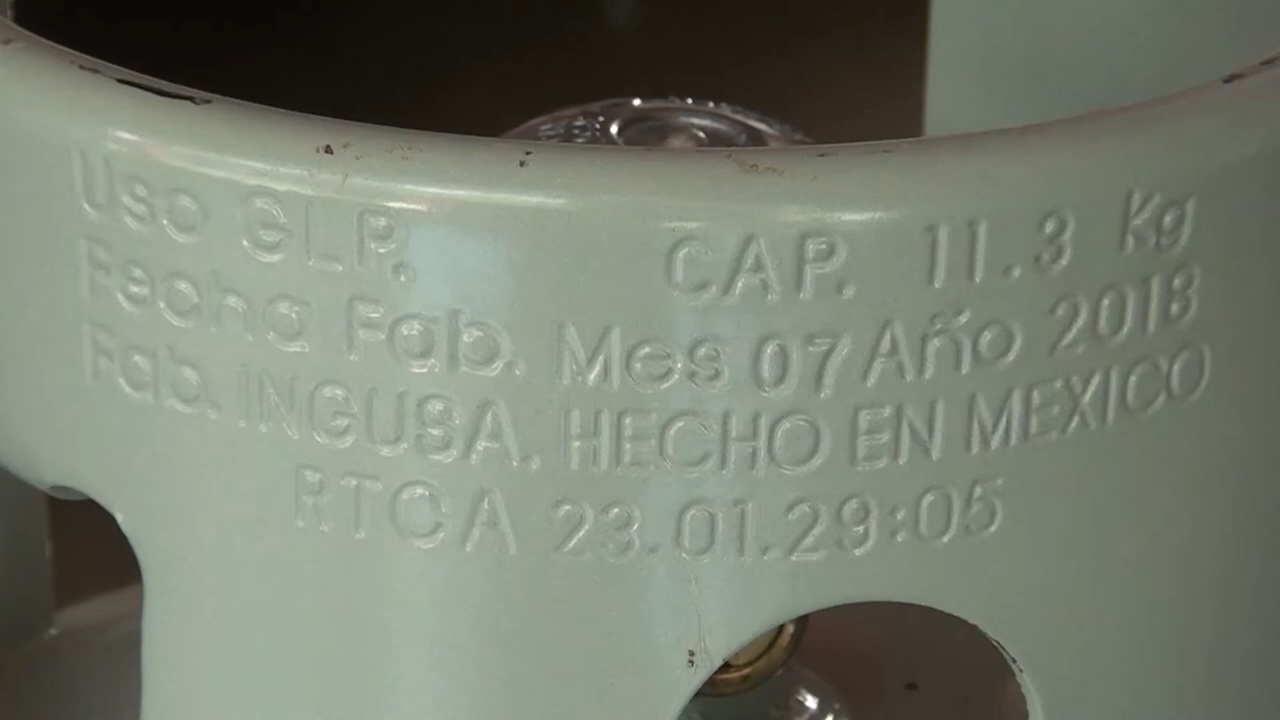 Uso GLP. CAP. 11.3 Kg
Fecha Fab. Mes 07 Año 2018
Fab. INGUSA. HECHO EN MEXICO
RTCA 23.01.29:05